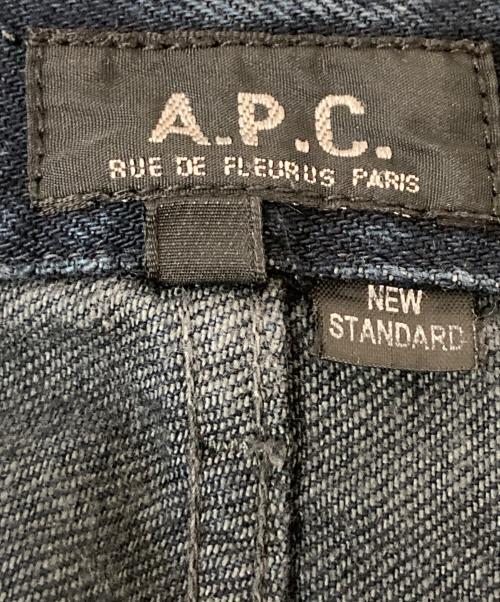 A.P.C.
RUE DE FLEURUS PARIS
NEW
STANDARD